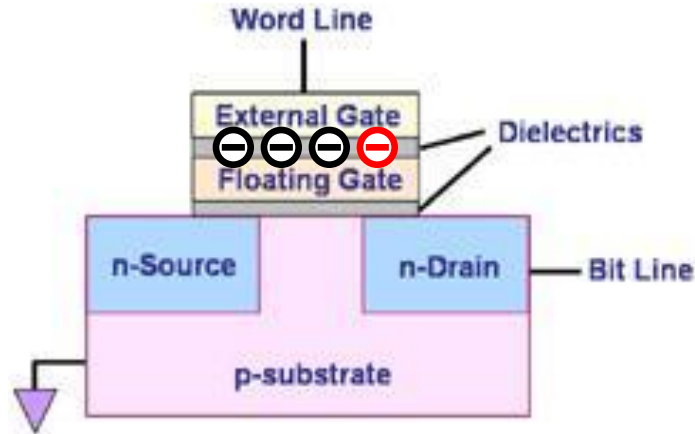 Word Line
External Gate
Dielectrics
Floating Gate
n-Source
n-Drain
Bit Line
p-substrate